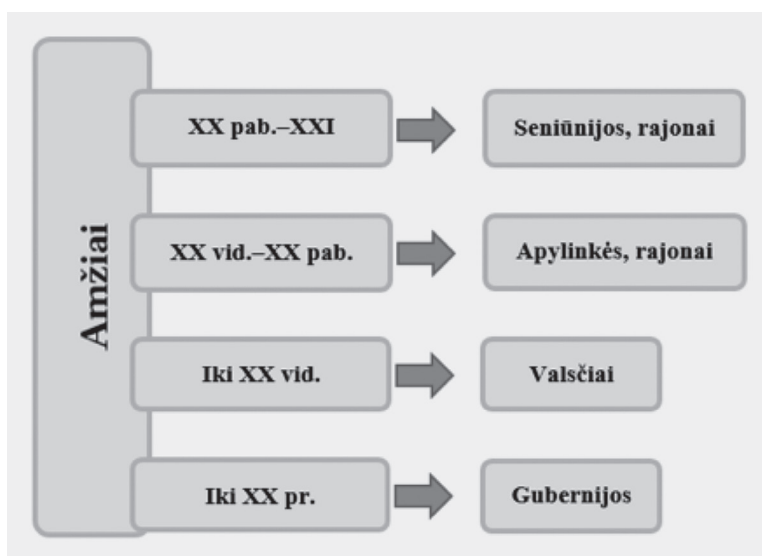 Amžiai
XX pab.–XXI
Seniūnijos, rajonai
XX vid.–XX pab.
Apylinkės, rajonai
Iki XX vid.
Valsčiai
Iki XX pr.
Gubernijos